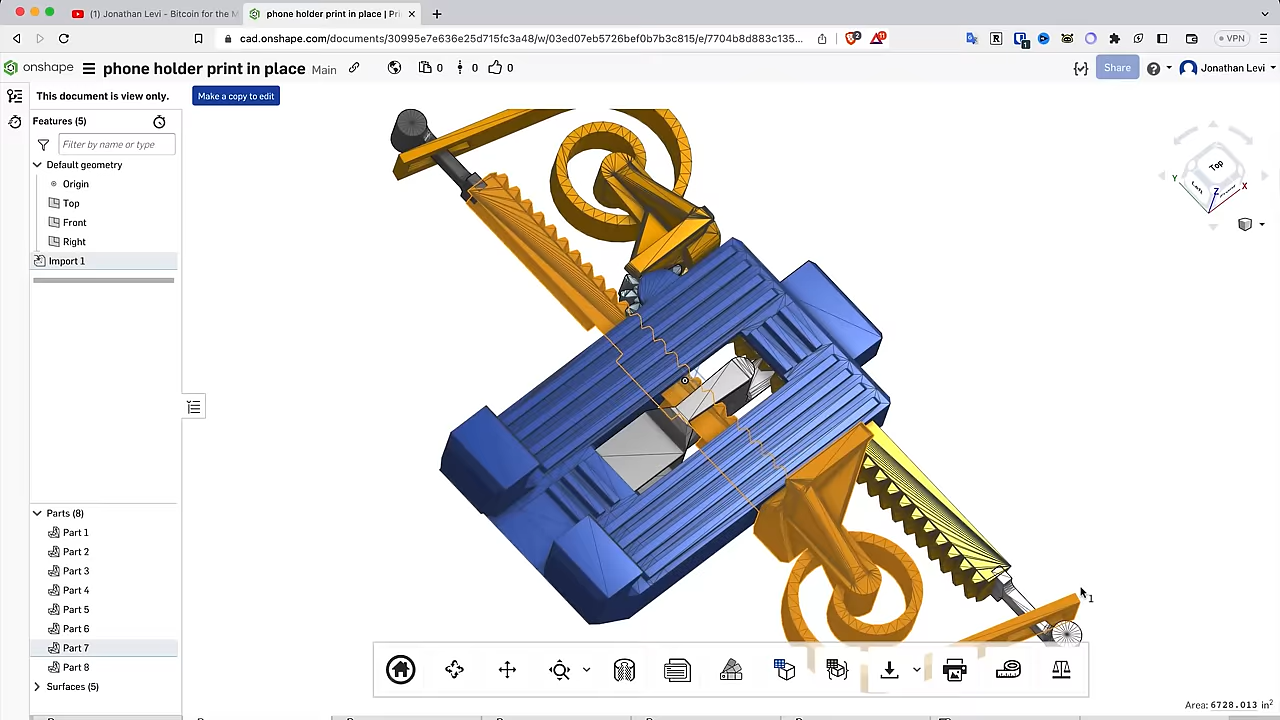 (1) Jonathan Levi - Bitcoin for the M
phone holder print in place | Pri
cad.onshape.com/documents/30995e7e636e25d715fc3a48/w/03ed07eb5726bef0b7b3c815/e/7704b8d883c135...
2
11
1
VPN
onshape
phone holder print in place
Main
0
0
0
Share
Jonathan Levi
This document is view only.
Make a copy to edit
Features (5)
Filter by name or type
Default geometry
Origin
Top
Front
Right
Import 1
Parts (8)
Part 1
Part 2
Part 3
Part 4
Part 5
Part 6
Part 7
Part 8
Surfaces (5)
Top
Y
Z
X
1
Area: 6728.013 in²